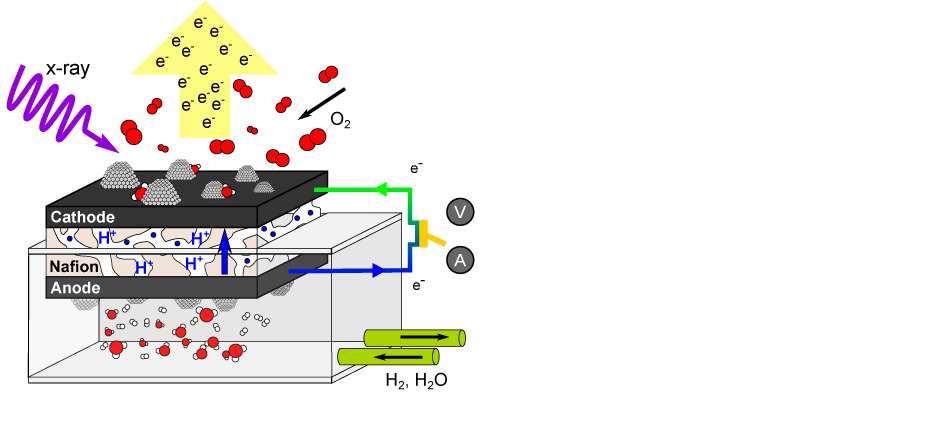 e⁻
e⁻
e⁻
e⁻
e⁻
e⁻
e⁻
e⁻
e⁻
e⁻
e⁻
e⁻
e⁻
e⁻
x-ray
O₂
e⁻
Cathode
V
H⁺
H⁺
A
Nafion
H⁺
H⁺
Anode
e⁻
H₂, H₂O